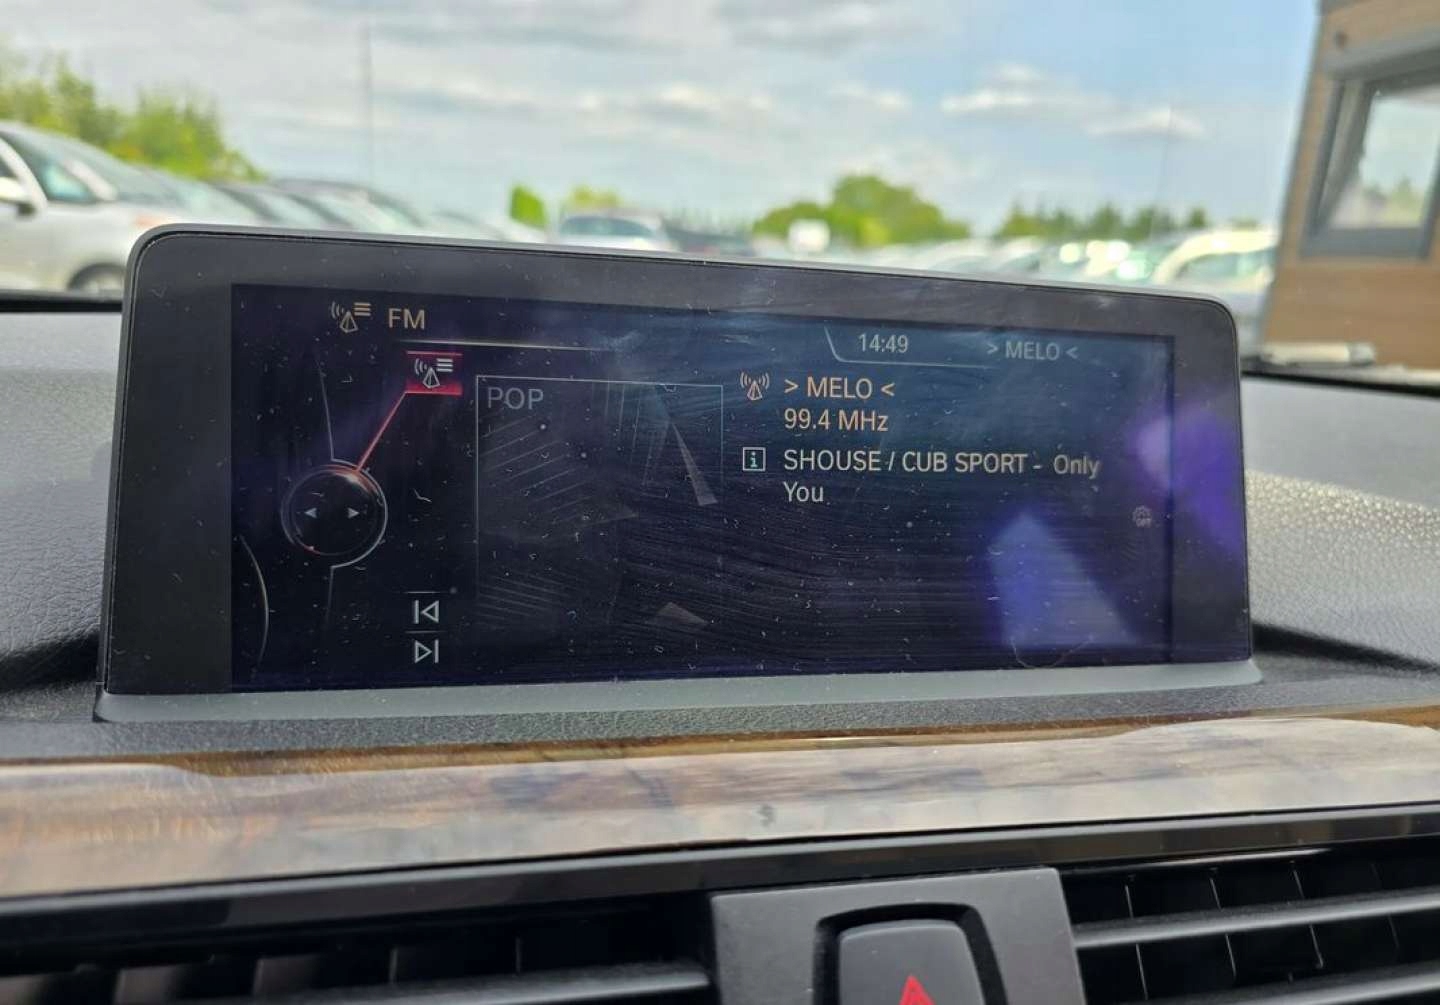 FM
14:49
> MELO <
POP
> MELO <
99.4 MHz
SHOUSE / CUB SPORT - Only
You